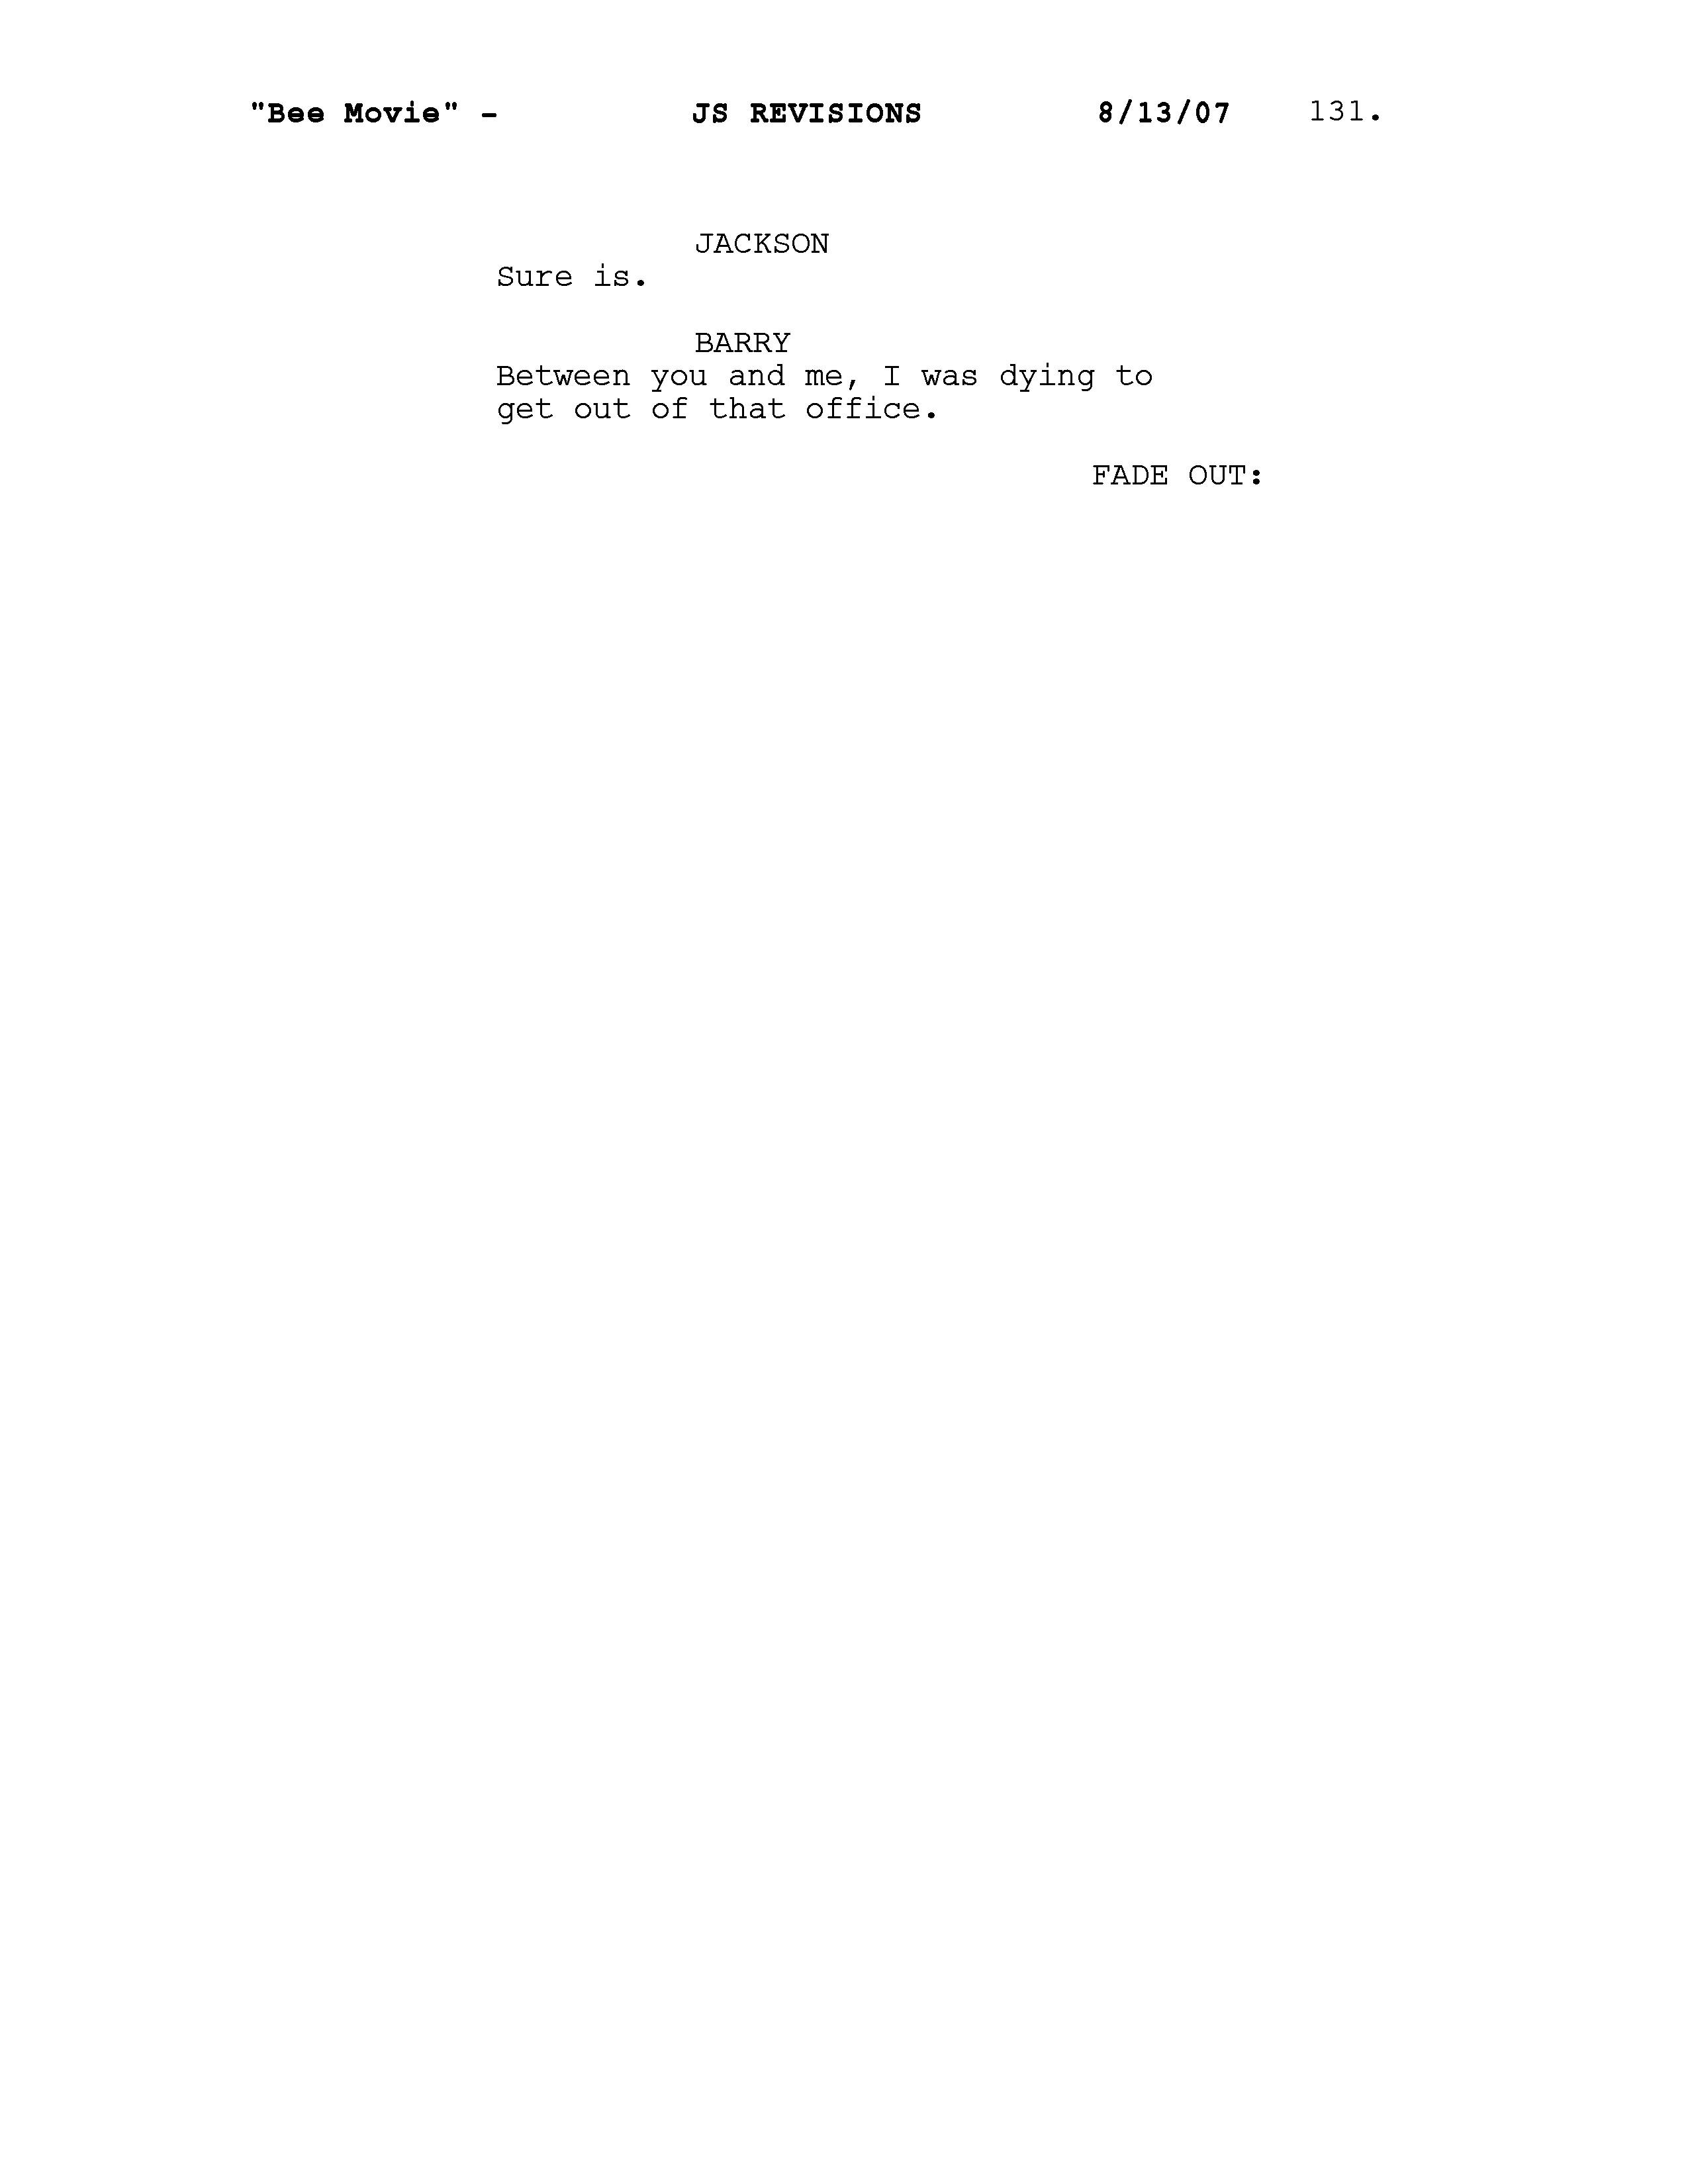 "Bee Movie" - JS REVISIONS 8/13/07 131.
JACKSON
Sure is.
BARRY
Between you and me, I was dying to
get out of that office.
FADE OUT: